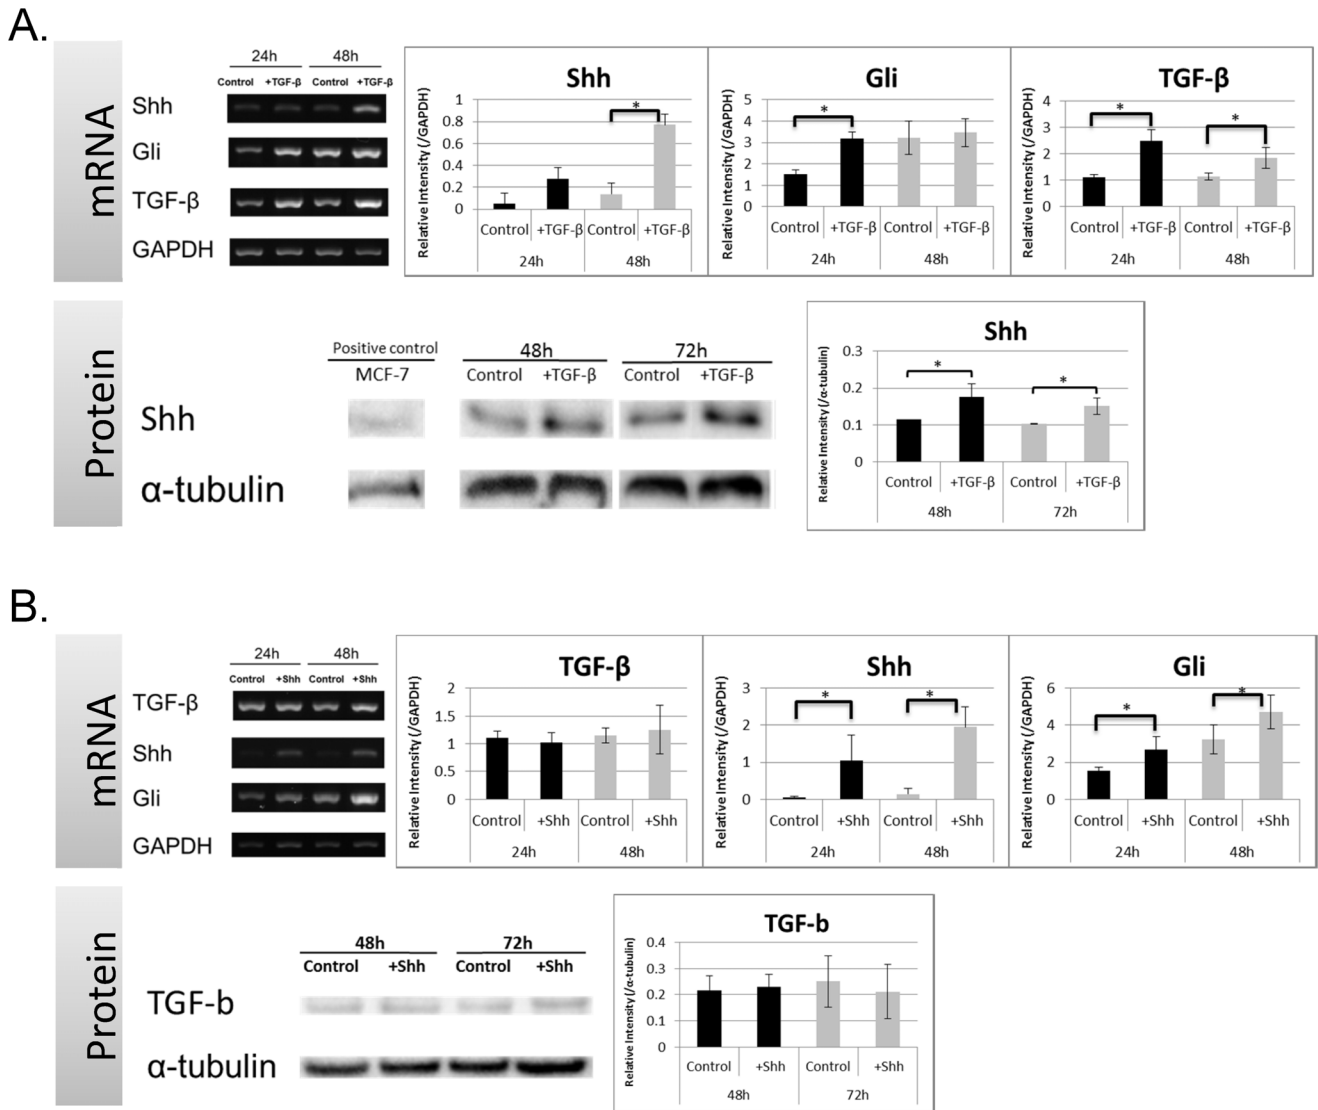 A.
mRNA
24h 48h
Control +TGF-β Control +TGF-β
Shh
Gli
TGF-β
GAPDH
Shh
Relative Intensity (/GAPDH)
1
0.8
0.6
0.4
0.2
0
*
Control +TGF-β Control +TGF-β
24h 48h
Gli
Relative Intensity (/GAPDH)
5
4
3
2
1
0
*
Control +TGF-β Control +TGF-β
24h 48h
TGF-β
Relative Intensity (/GAPDH)
4
3
2
1
0
* *
Control +TGF-β Control +TGF-β
24h 48h
Protein
Positive control 48h 72h
MCF-7 Control +TGF-β Control +TGF-β
Shh
α-tubulin
Shh
Relative Intensity (/α-tubulin)
0.3
0.2
0.1
0
* *
Control +TGF-β Control +TGF-β
48h 72h
B.
mRNA
24h 48h
Control +Shh Control +Shh
TGF-β
Shh
Gli
GAPDH
TGF-β
Relative Intensity (/GAPDH)
2
1.5
1
0.5
0
Control +Shh Control +Shh
24h 48h
Shh
Relative Intensity (/GAPDH)
3
2
1
0
* *
Control +Shh Control +Shh
24h 48h
Gli
Relative Intensity (/GAPDH)
6
4
2
0
* *
Control +Shh Control +Shh
24h 48h
Protein
48h 72h
Control +Shh Control +Shh
TGF-b
α-tubulin
TGF-b
Relative Intensity (/α-tubulin)
0.4
0.3
0.2
0.1
0
Control +Shh Control +Shh
48h 72h